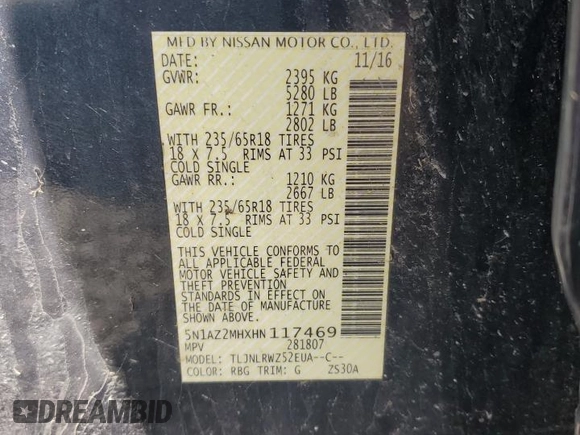 MFD BY NISSAN MOTOR CO., LTD.
DATE: 11/16
GVWR: 2395 KG
5280 LB
GAWR FR.: 1271 KG
2802 LB
WITH 235/65R18 TIRES
18 X 7.5 RIMS AT 33 PSI
COLD SINGLE
GAWR RR.: 1210 KG
2667 LB
WITH 235/65R18 TIRES
18 X 7.5 RIMS AT 33 PSI
COLD SINGLE
THIS VEHICLE CONFORMS TO
ALL APPLICABLE FEDERAL
MOTOR VEHICLE SAFETY AND
THEFT PREVENTION
STANDARDS IN EFFECT ON
THE DATE OF MANUFACTURE
SHOWN ABOVE.
5N1AZ2MHXHN 117469
MPV 281807
MODEL: TLJNLRWZ52EUA--C--
COLOR: RBG TRIM: G ZS30A
DREAMBID